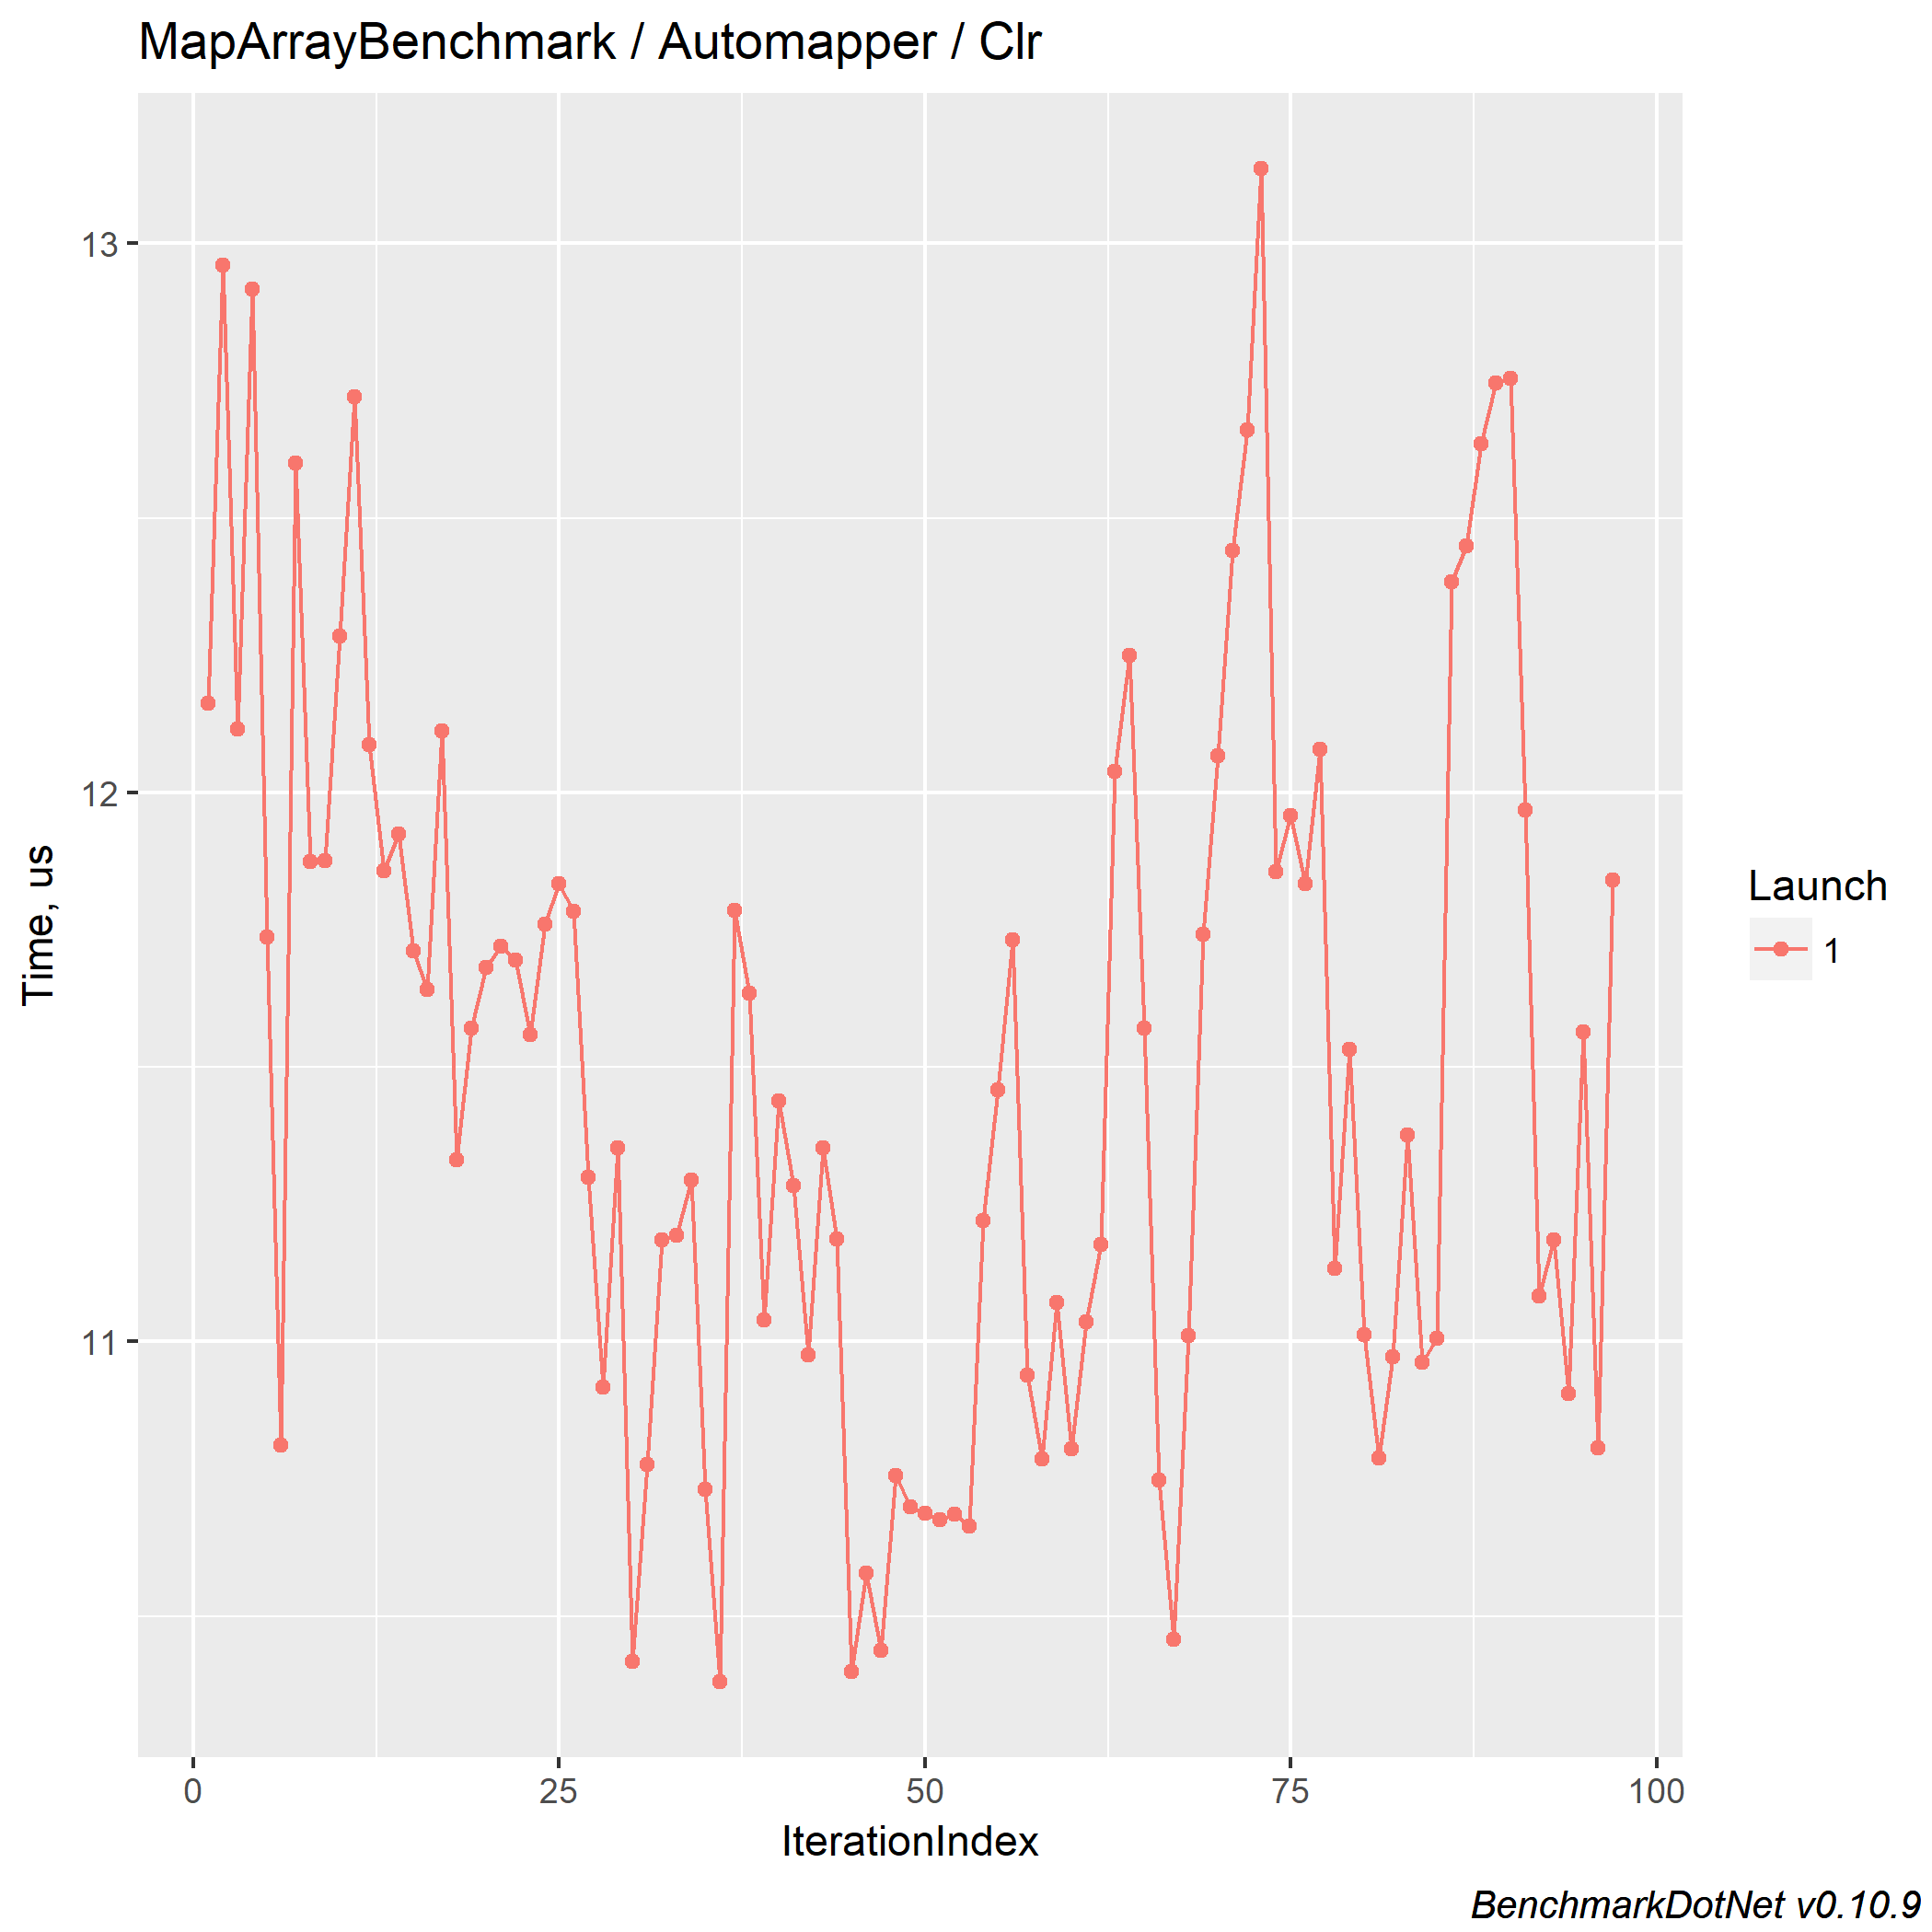 MapArrayBenchmark / Automapper / Clr
13
12
11
Time, us
0 25 50 75 100
IterationIndex
Launch
1
BenchmarkDotNet v0.10.9